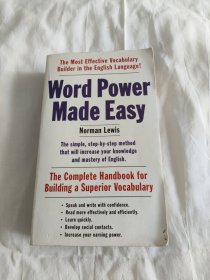 The Most Effective Vocabulary
Builder in the English Language!
Word Power
Made Easy
Norman Lewis
The simple, step-by-step method
that will increase your knowledge
and mastery of English.
The Complete Handbook for
Building a Superior Vocabulary
• Speak and write with confidence.
• Read more effectively and efficiently.
• Learn quickly.
• Develop social contacts.
• Increase your earning power.